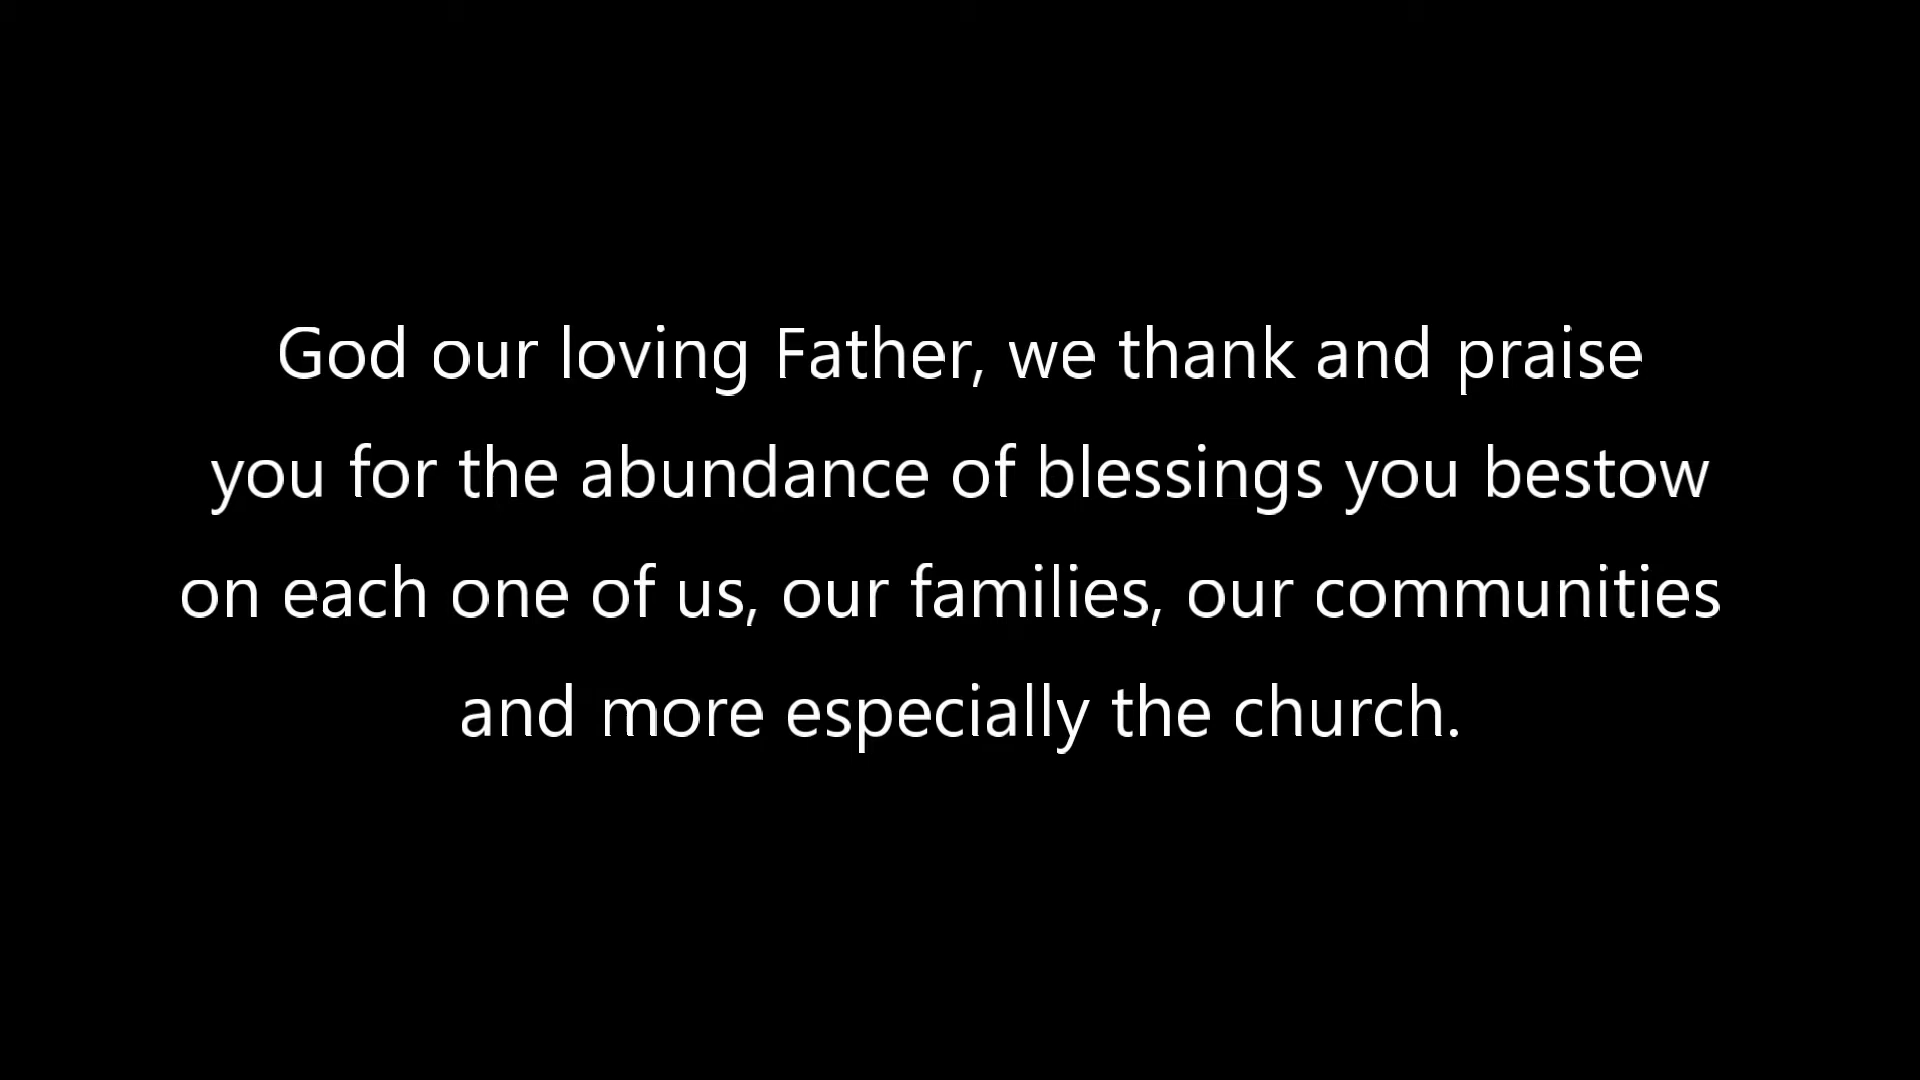 God our loving Father, we thank and praise
you for the abundance of blessings you bestow
on each one of us, our families, our communities
and more especially the church.